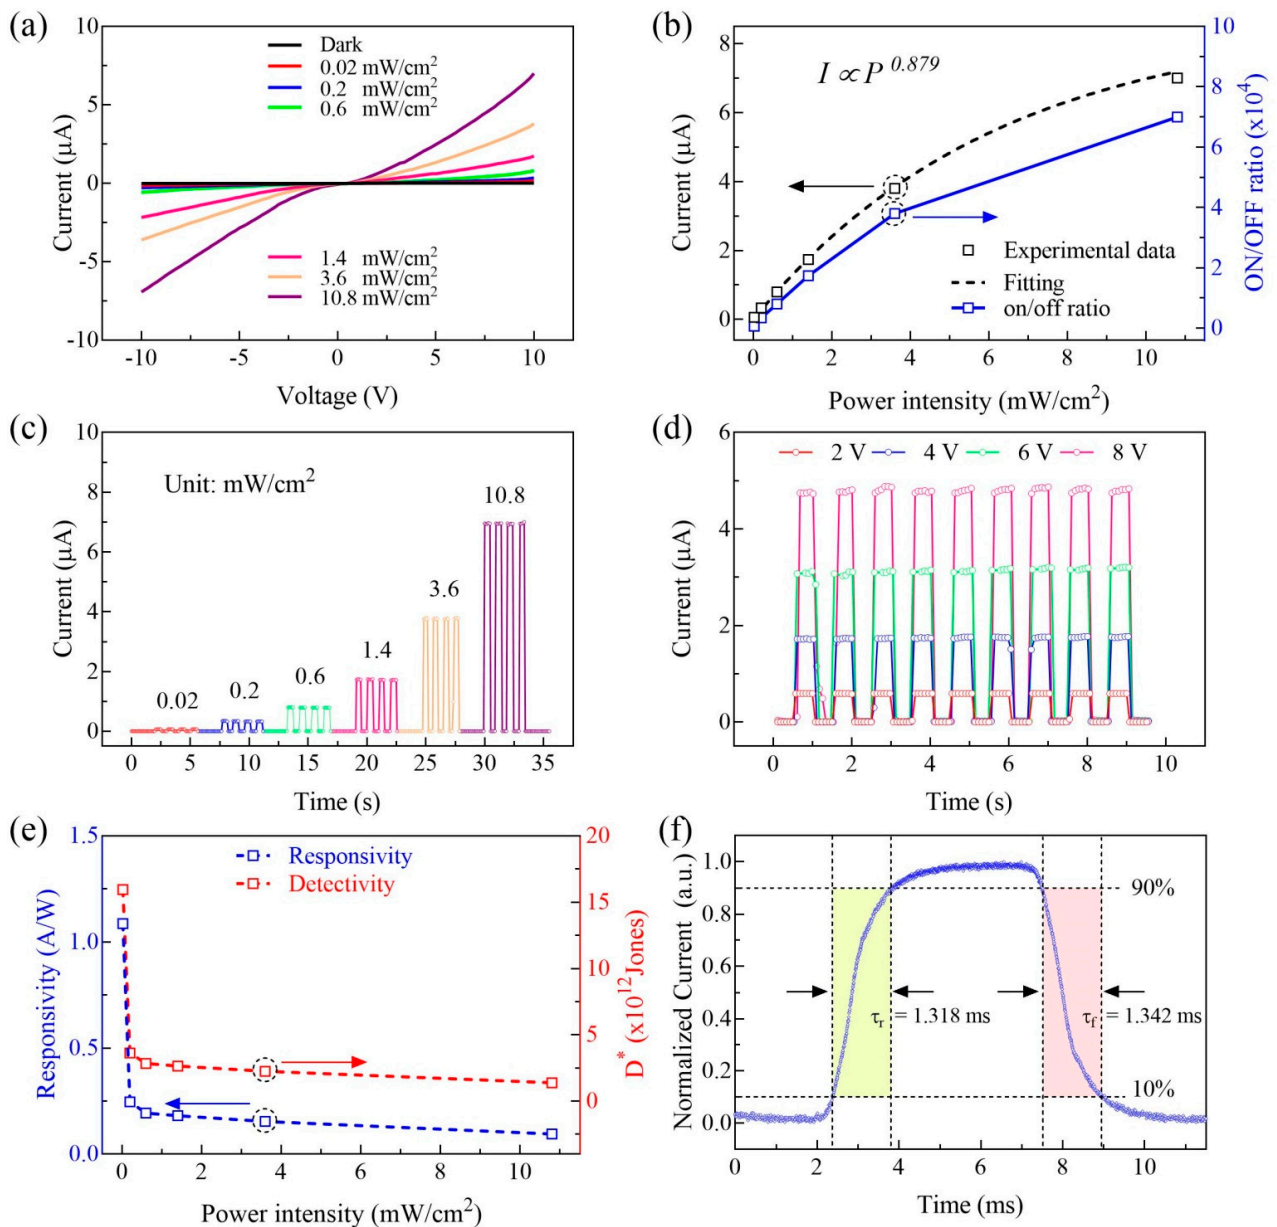 (a)
10
5
0
-5
-10
Current (μA)
Dark
0.02 mW/cm²
0.2 mW/cm²
0.6 mW/cm²
1.4 mW/cm²
3.6 mW/cm²
10.8 mW/cm²
-10 -5 0 5 10
Voltage (V)
(b)
8
6
4
2
0
Current (μA)
I ∝ P^0.879
Experimental data
Fitting
on/off ratio
10
8
6
4
2
0
ON/OFF ratio (x10⁴)
0 2 4 6 8 10
Power intensity (mW/cm²)
(c)
10
8
6
4
2
0
Current (μA)
Unit: mW/cm²
0.02
0.2
0.6
1.4
3.6
10.8
0 5 10 15 20 25 30 35
Time (s)
(d)
6
4
2
0
Current (μA)
2 V 4 V 6 V 8 V
0 2 4 6 8 10
Time (s)
(e)
1.5
1.0
0.5
0.0
Responsivity (A/W)
Responsivity
Detectivity
20
15
10
5
0
D* (x10¹²Jones)
0 2 4 6 8 10
Power intensity (mW/cm²)
(f)
1.0
0.8
0.6
0.4
0.2
0.0
Normalized Current (a.u.)
90%
τr = 1.318 ms
τf = 1.342 ms
10%
0 2 4 6 8 10
Time (ms)